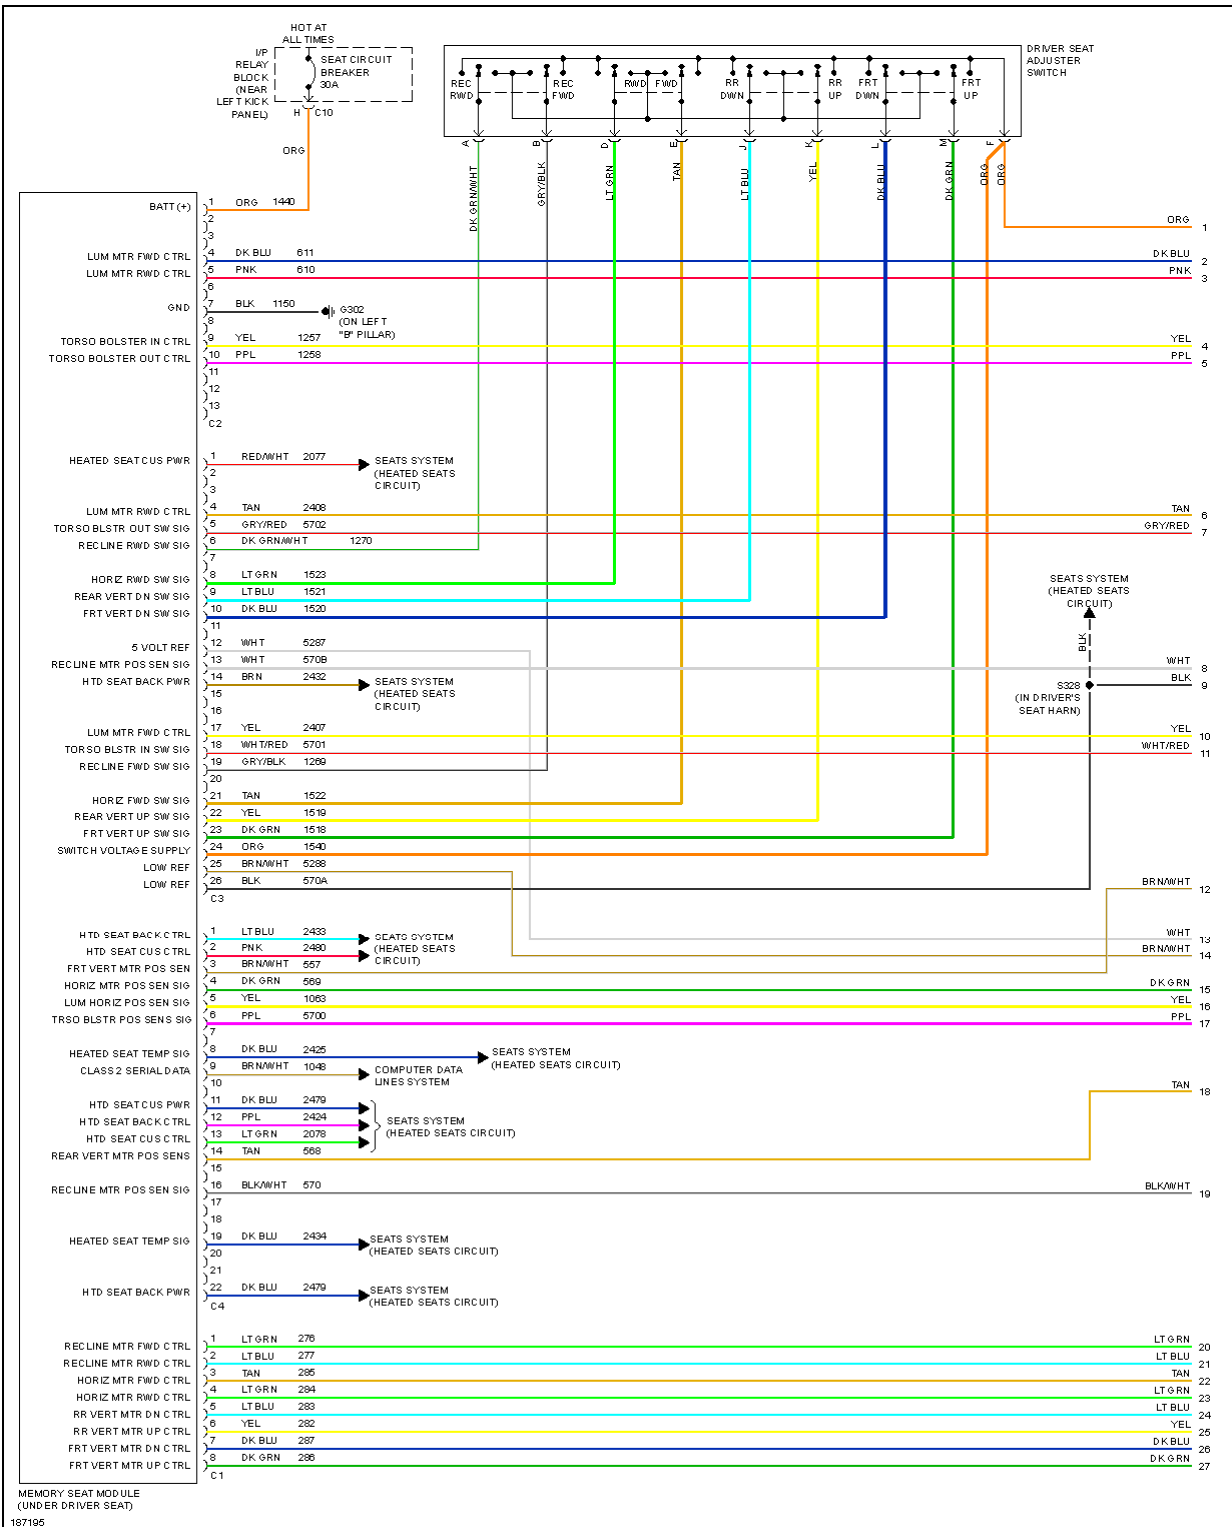 HOT AT
ALL TIMES
I/P
RELAY
BLOCK
(NEAR
LEFT KICK
PANEL)
SEAT CIRCUIT
BREAKER
30A
H C10
ORG
DRIVER SEAT
ADJUSTER
SWITCH
REC
RWD
REC
FWD
RWD FWD
RR
DWN
RR
UP
FRT
DWN
FRT
UP
A B D E J K L M F
DK GRN/WHT
GRY/BLK
LT GRN
TAN
LT BLU
YEL
DK BLU
DK GRN
ORG
ORG
BATT (+) 1 ORG 1440
2
3
ORG 1
LUM MTR FWD CTRL 4 DK BLU 611 DK BLU 2
LUM MTR RWD CTRL 5 PNK 610 PNK 3
6
GND 7 BLK 1150 G302
(ON LEFT
"B" PILLAR)
8
TORSO BOLSTER IN CTRL 9 YEL 1257 YEL 4
TORSO BOLSTER OUT CTRL 10 PPL 1258 PPL 5
11
12
13
C2
HEATED SEAT CUS PWR 1 RED/WHT 2077 SEATS SYSTEM
(HEATED SEATS
CIRCUIT)
2
3
LUM MTR RWD CTRL 4 TAN 2408 TAN 6
TORSO BLSTR OUT SW SIG 5 GRY/RED 5702 GRY/RED 7
RECLINE RWD SW SIG 6 DK GRN/WHT 1270
7
HORIZ RWD SW SIG 8 LT GRN 1523
REAR VERT DN SW SIG 9 LT BLU 1521
FRT VERT DN SW SIG 10 DK BLU 1520
11
SEATS SYSTEM
(HEATED SEATS
CIRCUIT)
BLK
5 VOLT REF 12 WHT 5287
RECLINE MTR POS SEN SIG 13 WHT 570B WHT 8
HTD SEAT BACK PWR 14 BRN 2432 SEATS SYSTEM
(HEATED SEATS
CIRCUIT)
BLK 9
S328
(IN DRIVER'S
SEAT HARN)
15
16
LUM MTR FWD CTRL 17 YEL 2407 YEL 10
TORSO BLSTR IN SW SIG 18 WHT/RED 5701 WHT/RED 11
RECLINE FWD SW SIG 19 GRY/BLK 1269
20
HORIZ FWD SW SIG 21 TAN 1522
REAR VERT UP SW SIG 22 YEL 1519
FRT VERT UP SW SIG 23 DK GRN 1518
SWITCH VOLTAGE SUPPLY 24 ORG 1540
LOW REF 25 BRN/WHT 5288
LOW REF 26 BLK 570A
C3
BRN/WHT 12
HTD SEAT BACK CTRL 1 LT BLU 2433 SEATS SYSTEM
(HEATED SEATS
CIRCUIT)
WHT 13
HTD SEAT CUS CTRL 2 PNK 2480 BRN/WHT 14
FRT VERT MTR POS SEN 3 BRN/WHT 557
HORIZ MTR POS SEN SIG 4 DK GRN 569 DK GRN 15
LUM HORIZ POS SEN SIG 5 YEL 1063 YEL 16
TRSO BLSTR POS SENS SIG 6 PPL 5700 PPL 17
7
HEATED SEAT TEMP SIG 8 DK BLU 2425 SEATS SYSTEM
(HEATED SEATS CIRCUIT)
CLASS 2 SERIAL DATA 9 BRN/WHT 1048 COMPUTER DATA
LINES SYSTEM
10
HTD SEAT CUS PWR 11 DK BLU 2479
HTD SEAT BACK CTRL 12 PPL 2424
HTD SEAT CUS CTRL 13 LT GRN 2078
SEATS SYSTEM
(HEATED SEATS CIRCUIT)
REAR VERT MTR POS SENS 14 TAN 568 TAN 18
15
RECLINE MTR POS SEN SIG 16 BLK/WHT 570 BLK/WHT 19
17
18
HEATED SEAT TEMP SIG 19 DK BLU 2434 SEATS SYSTEM
(HEATED SEATS CIRCUIT)
20
21
HTD SEAT BACK PWR 22 DK BLU 2479 SEATS SYSTEM
(HEATED SEATS CIRCUIT)
C4
RECLINE MTR FWD CTRL 1 LT GRN 276 LT GRN 20
RECLINE MTR RWD CTRL 2 LT BLU 277 LT BLU 21
HORIZ MTR FWD CTRL 3 TAN 285 TAN 22
HORIZ MTR RWD CTRL 4 LT GRN 284 LT GRN 23
RR VERT MTR DN CTRL 5 LT BLU 283 LT BLU 24
RR VERT MTR UP CTRL 6 YEL 282 YEL 25
FRT VERT MTR DN CTRL 7 DK BLU 287 DK BLU 26
FRT VERT MTR UP CTRL 8 DK GRN 286 DK GRN 27
C1
MEMORY SEAT MODULE
(UNDER DRIVER SEAT)
187195